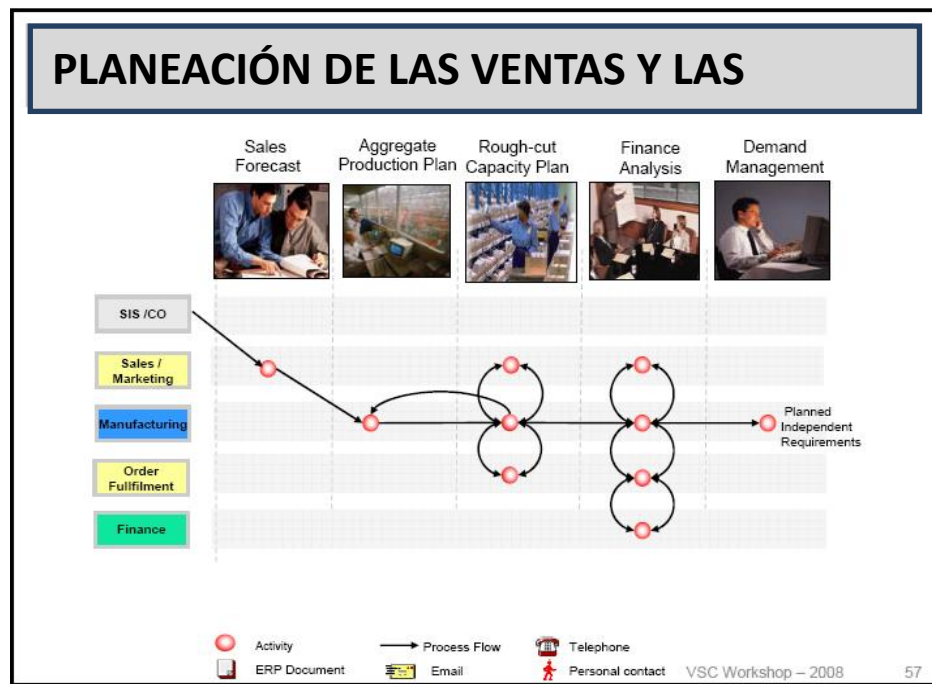 PLANEACIÓN DE LAS VENTAS Y LAS
Sales
Forecast
Aggregate
Production Plan
Rough-cut
Capacity Plan
Finance
Analysis
Demand
Management
SIS /CO
Sales /
Marketing
Manufacturing
Order
Fullfilment
Finance
Planned
Independent
Requirements
Activity
Process Flow
Telephone
ERP Document
Email
Personal contact
VSC Workshop – 2008
57